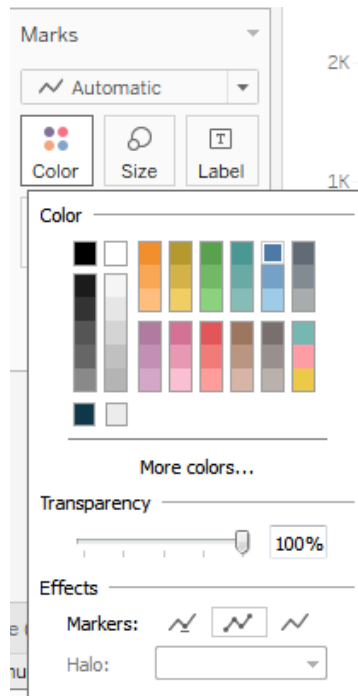 Marks
2K
Automatic
Color Size Label
T
1K
Color
More colors...
Transparency
100%
Effects
Markers:
Halo: